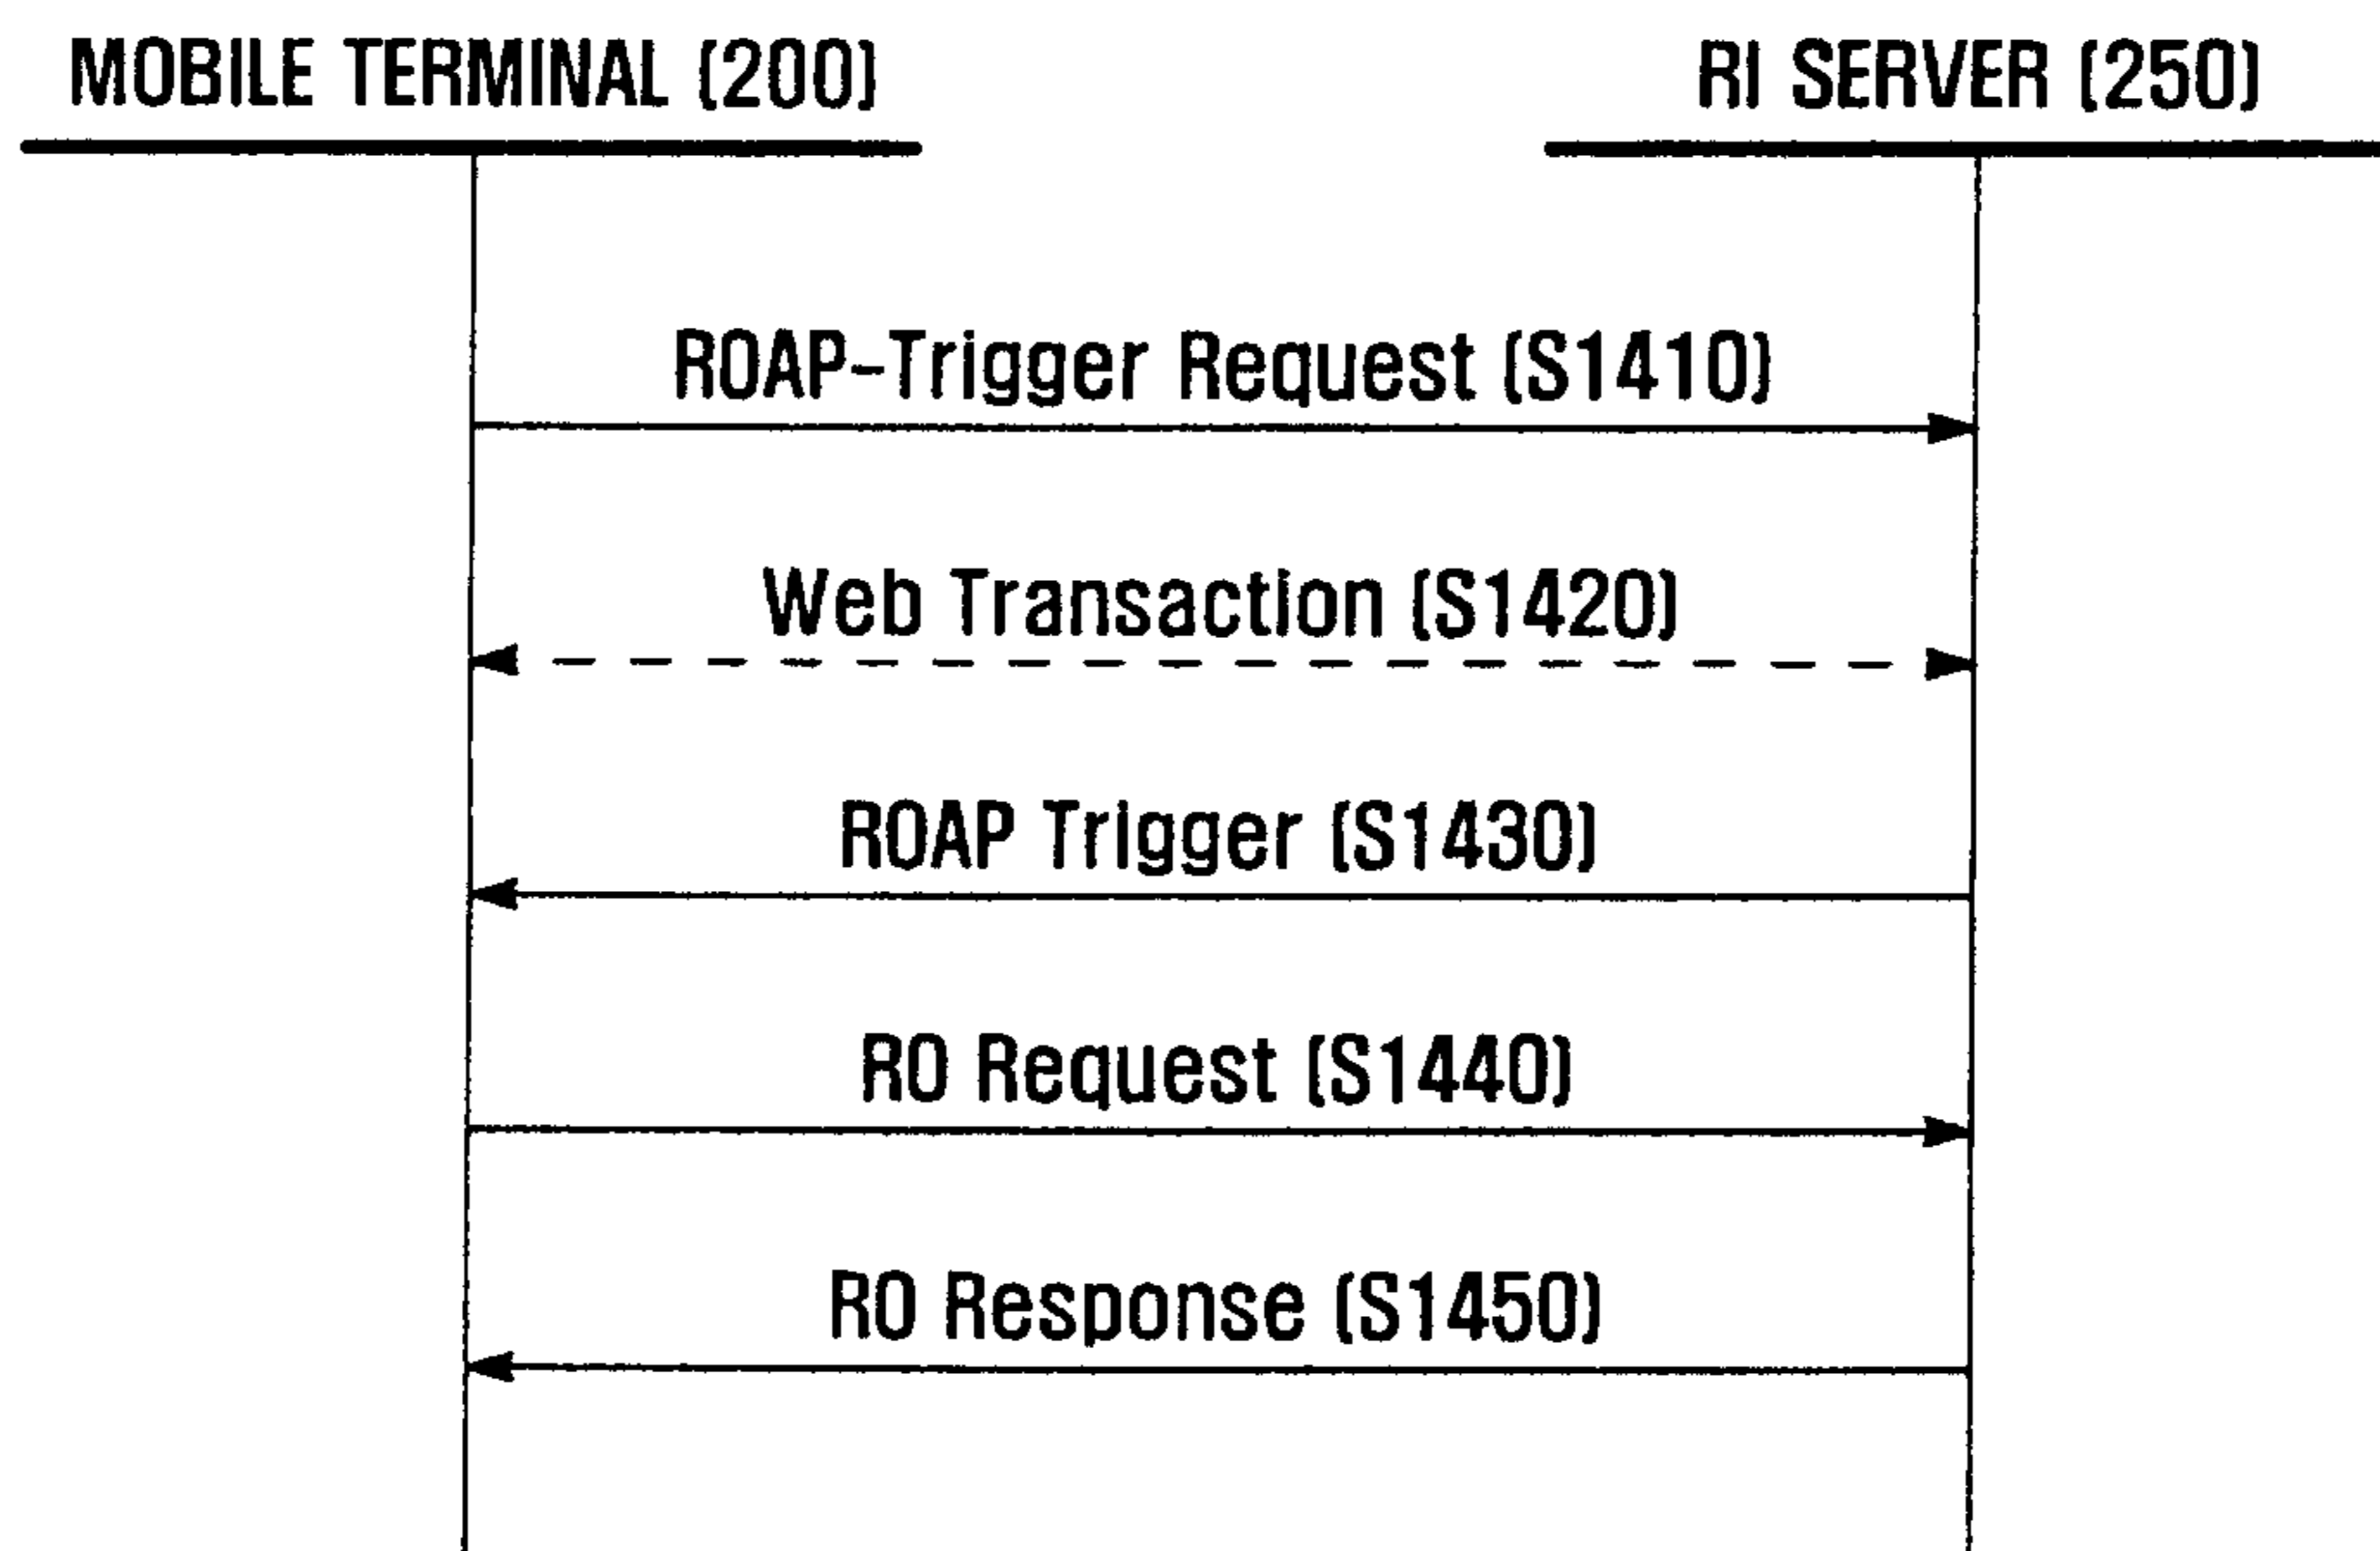 MOBILE TERMINAL (200) RI SERVER (250)
ROAP-Trigger Request (S1410)
Web Transaction (S1420)
ROAP Trigger (S1430)
RO Request (S1440)
RO Response (S1450)